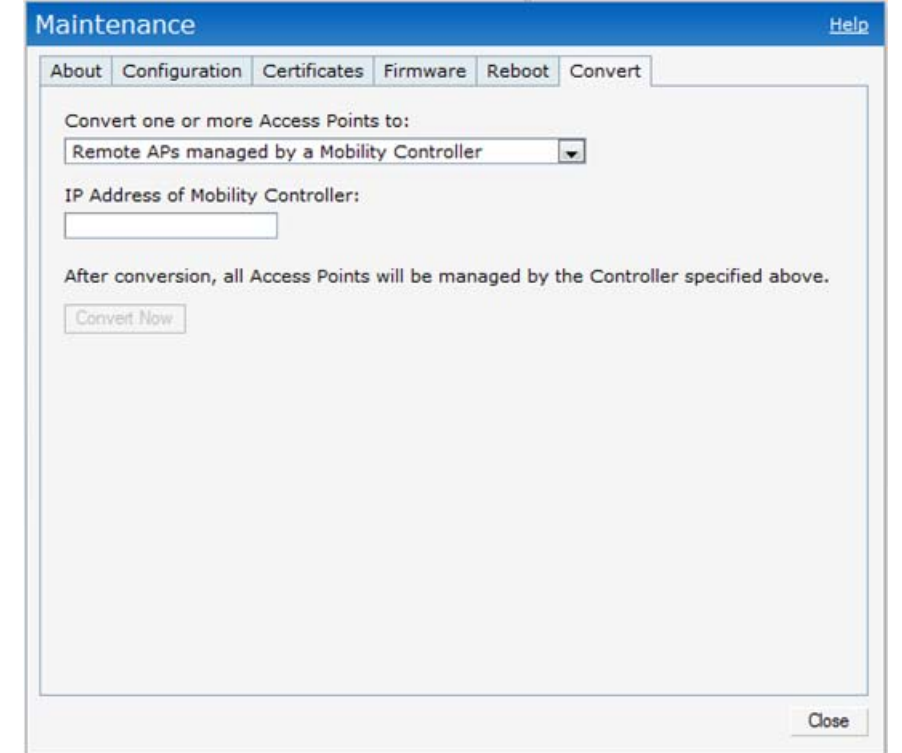 Maintenance Help
About Configuration Certificates Firmware Reboot Convert
Convert one or more Access Points to:
Remote APs managed by a Mobility Controller
IP Address of Mobility Controller:
After conversion, all Access Points will be managed by the Controller specified above.
Convert Now
Close